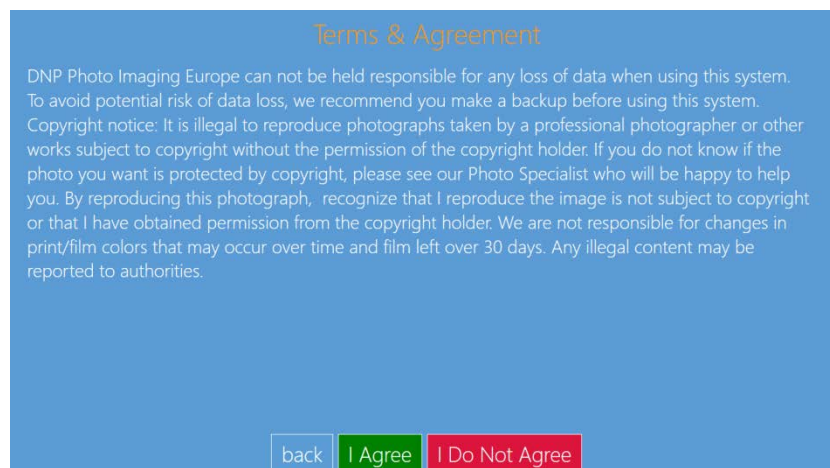 Terms & Agreement
DNP Photo Imaging Europe can not be held responsible for any loss of data when using this system.
To avoid potential risk of data loss, we recommend you make a backup before using this system.
Copyright notice: It is illegal to reproduce photographs taken by a professional photographer or other
works subject to copyright without the permission of the copyright holder. If you do not know if the
photo you want is protected by copyright, please see our Photo Specialist who will be happy to help
you. By reproducing this photograph, recognize that I reproduce the image is not subject to copyright
or that I have obtained permission from the copyright holder. We are not responsible for changes in
print/film colors that may occur over time and film left over 30 days. Any illegal content may be
reported to authorities.
back I Agree I Do Not Agree